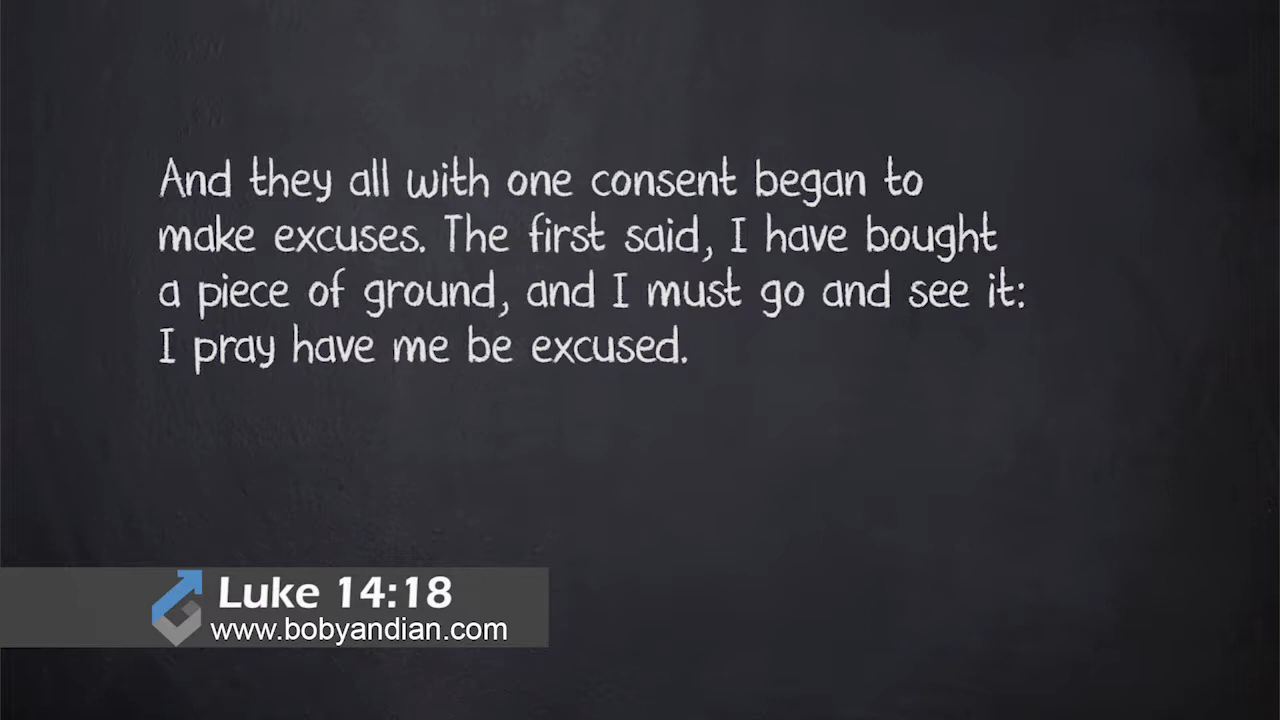 And they all with one consent began to
make excuses. The first said, I have bought
a piece of ground, and I must go and see it:
I pray have me be excused.
Luke 14:18
www.bobyandian.com